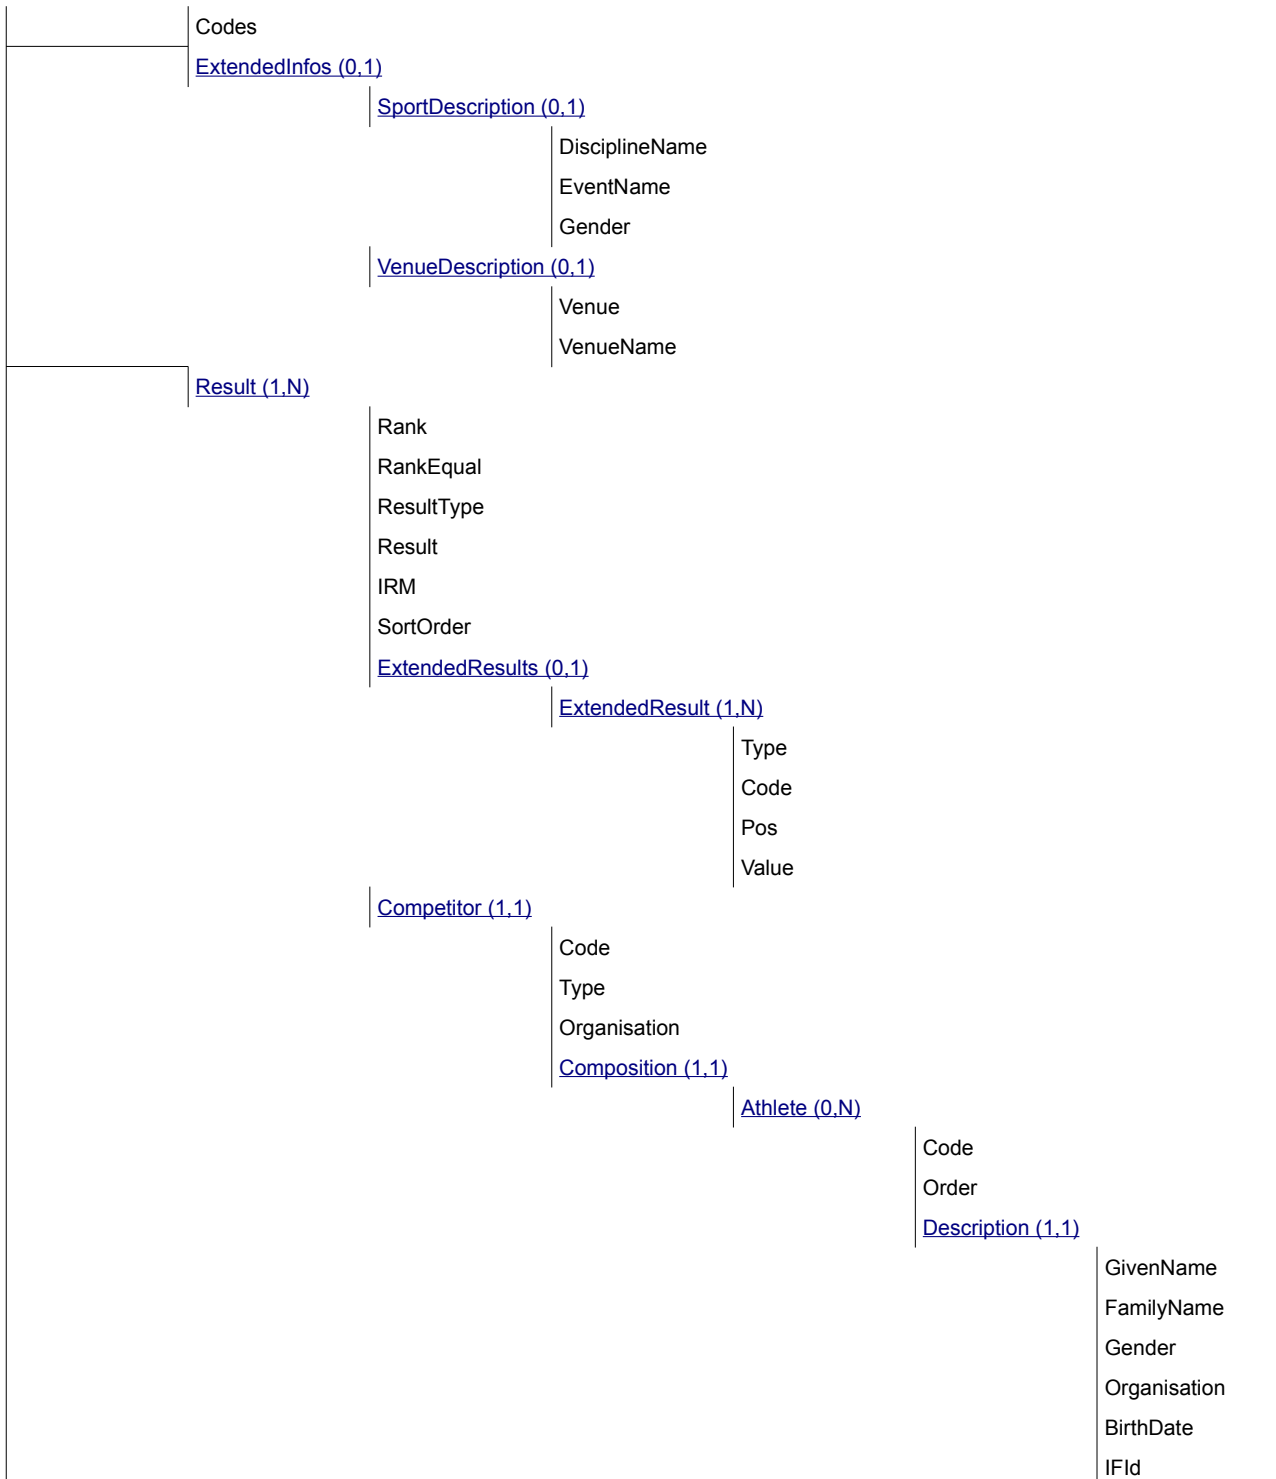 Codes
ExtendedInfos (0,1)
SportDescription (0,1)
DisciplineName
EventName
Gender
VenueDescription (0,1)
Venue
VenueName
Result (1,N)
Rank
RankEqual
ResultType
Result
IRM
SortOrder
ExtendedResults (0,1)
ExtendedResult (1,N)
Type
Code
Pos
Value
Competitor (1,1)
Code
Type
Organisation
Composition (1,1)
Athlete (0,N)
Code
Order
Description (1,1)
GivenName
FamilyName
Gender
Organisation
BirthDate
IFId